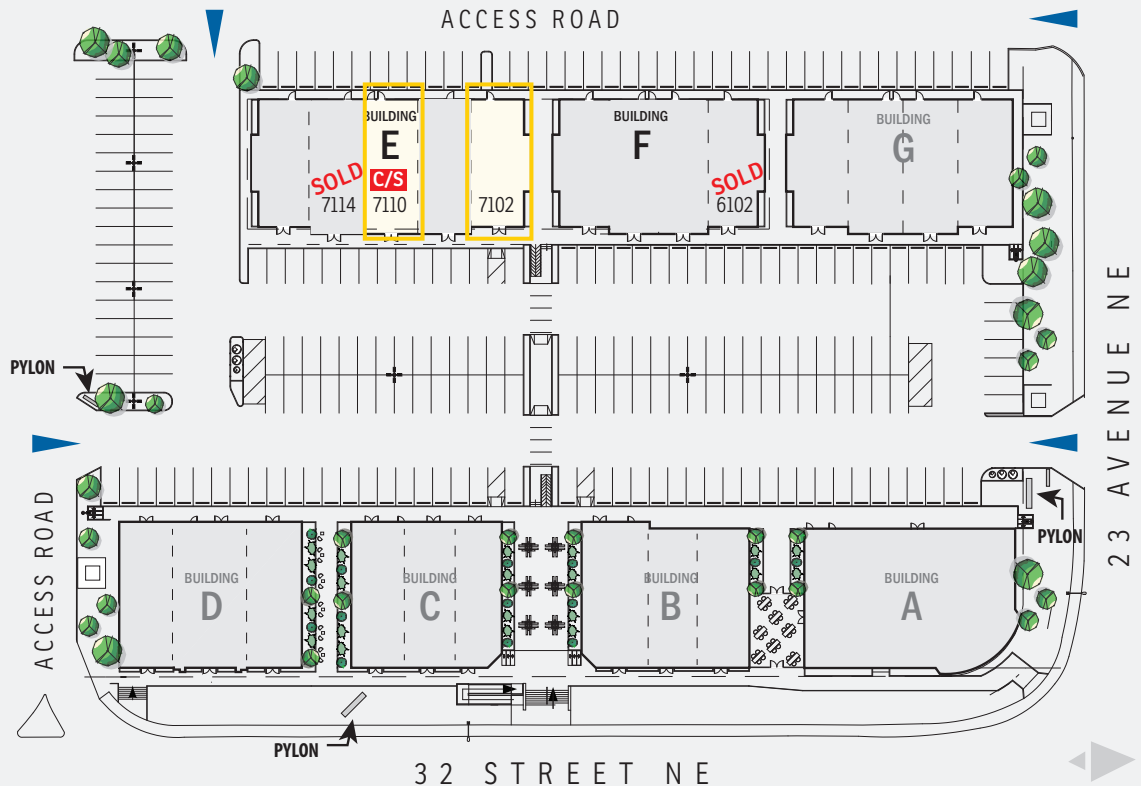 ACCESS ROAD
BUILDING
E
C/S
SOLD
7114
7110
7102
BUILDING
F
SOLD
6102
BUILDING
G
PYLON
23 AVENUE NE
ACCESS ROAD
PYLON
BUILDING
D
BUILDING
C
BUILDING
B
BUILDING
A
PYLON
32 STREET NE